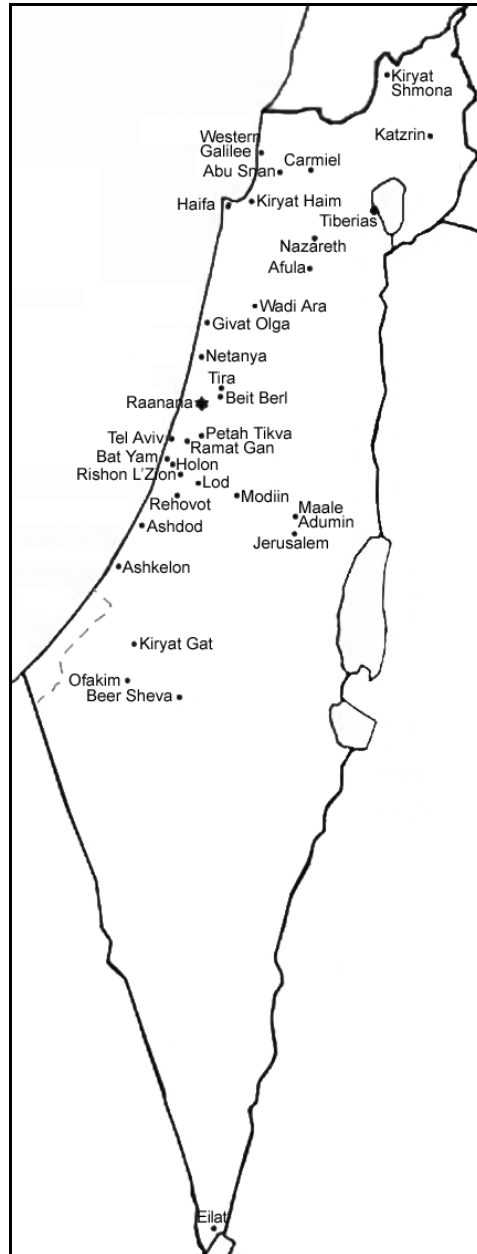 Kiryat
Shmona
Katzrin
Western
Galilee
Carmiel
Abu Snan
Kiryat Haim
Haifa
Tiberias
Nazareth
Afula
Wadi Ara
Givat Olga
Netanya
Tira
Beit Berl
Raanana
Petah Tikva
Tel Aviv
Ramat Gan
Bat Yam
Holon
Rishon L'Zion
Lod
Modiin
Rehovot
Maale
Adumin
Ashdod
Jerusalem
Ashkelon
Kiryat Gat
Ofakim
Beer Sheva
Eilat